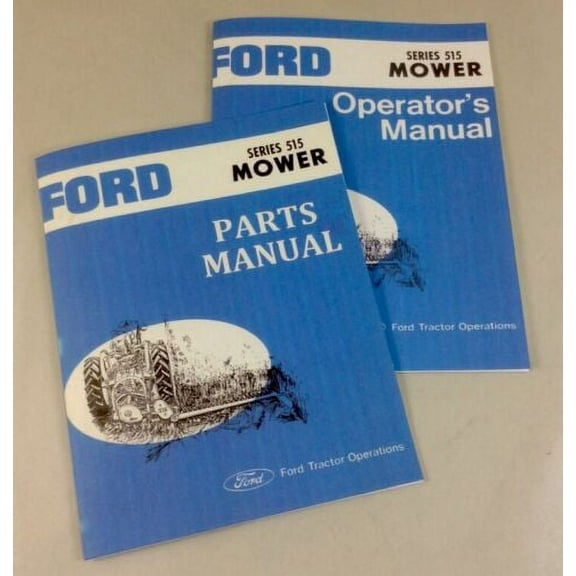 FORD
SERIES 515
MOWER
Operator's
Manual
Ford Tractor Operations
FORD
SERIES 515
MOWER
PARTS
MANUAL
Ford
Ford Tractor Operations